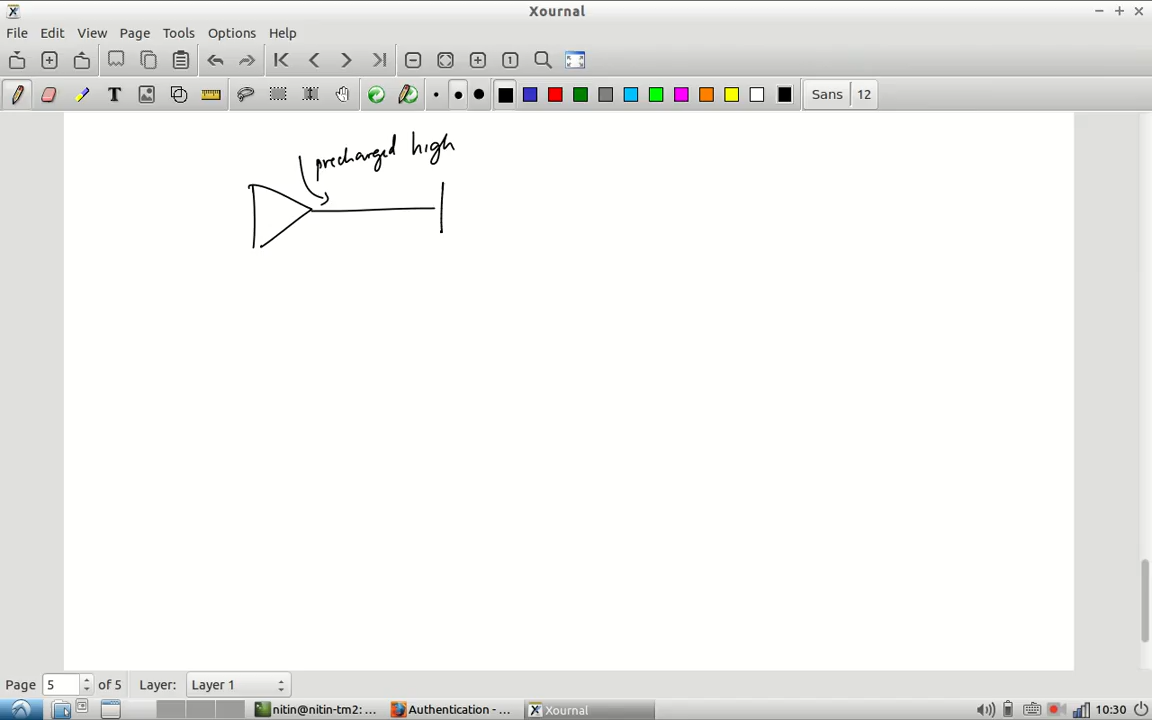 Xournal
File Edit View Page Tools Options Help
Sans 12
precharged high
Page 5 of 5 Layer: Layer 1
nitin@nitin-tm2: ... Authentication - ... Xournal 10:30